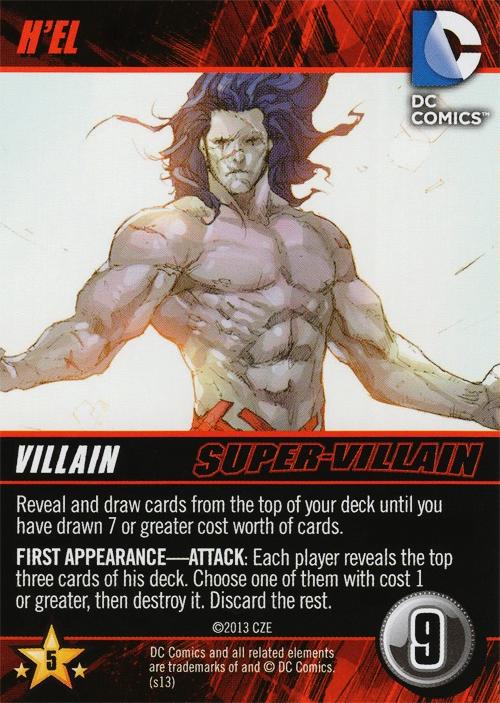 H'EL
DC
COMICS™
VILLAIN
SUPER-VILLAIN
Reveal and draw cards from the top of your deck until you
have drawn 7 or greater cost worth of cards.
FIRST APPEARANCE—ATTACK: Each player reveals the top
three cards of his deck. Choose one of them with cost 1
or greater, then destroy it. Discard the rest.
©2013 CZE
5
DC Comics and all related elements
are trademarks of and © DC Comics.
(s13)
9